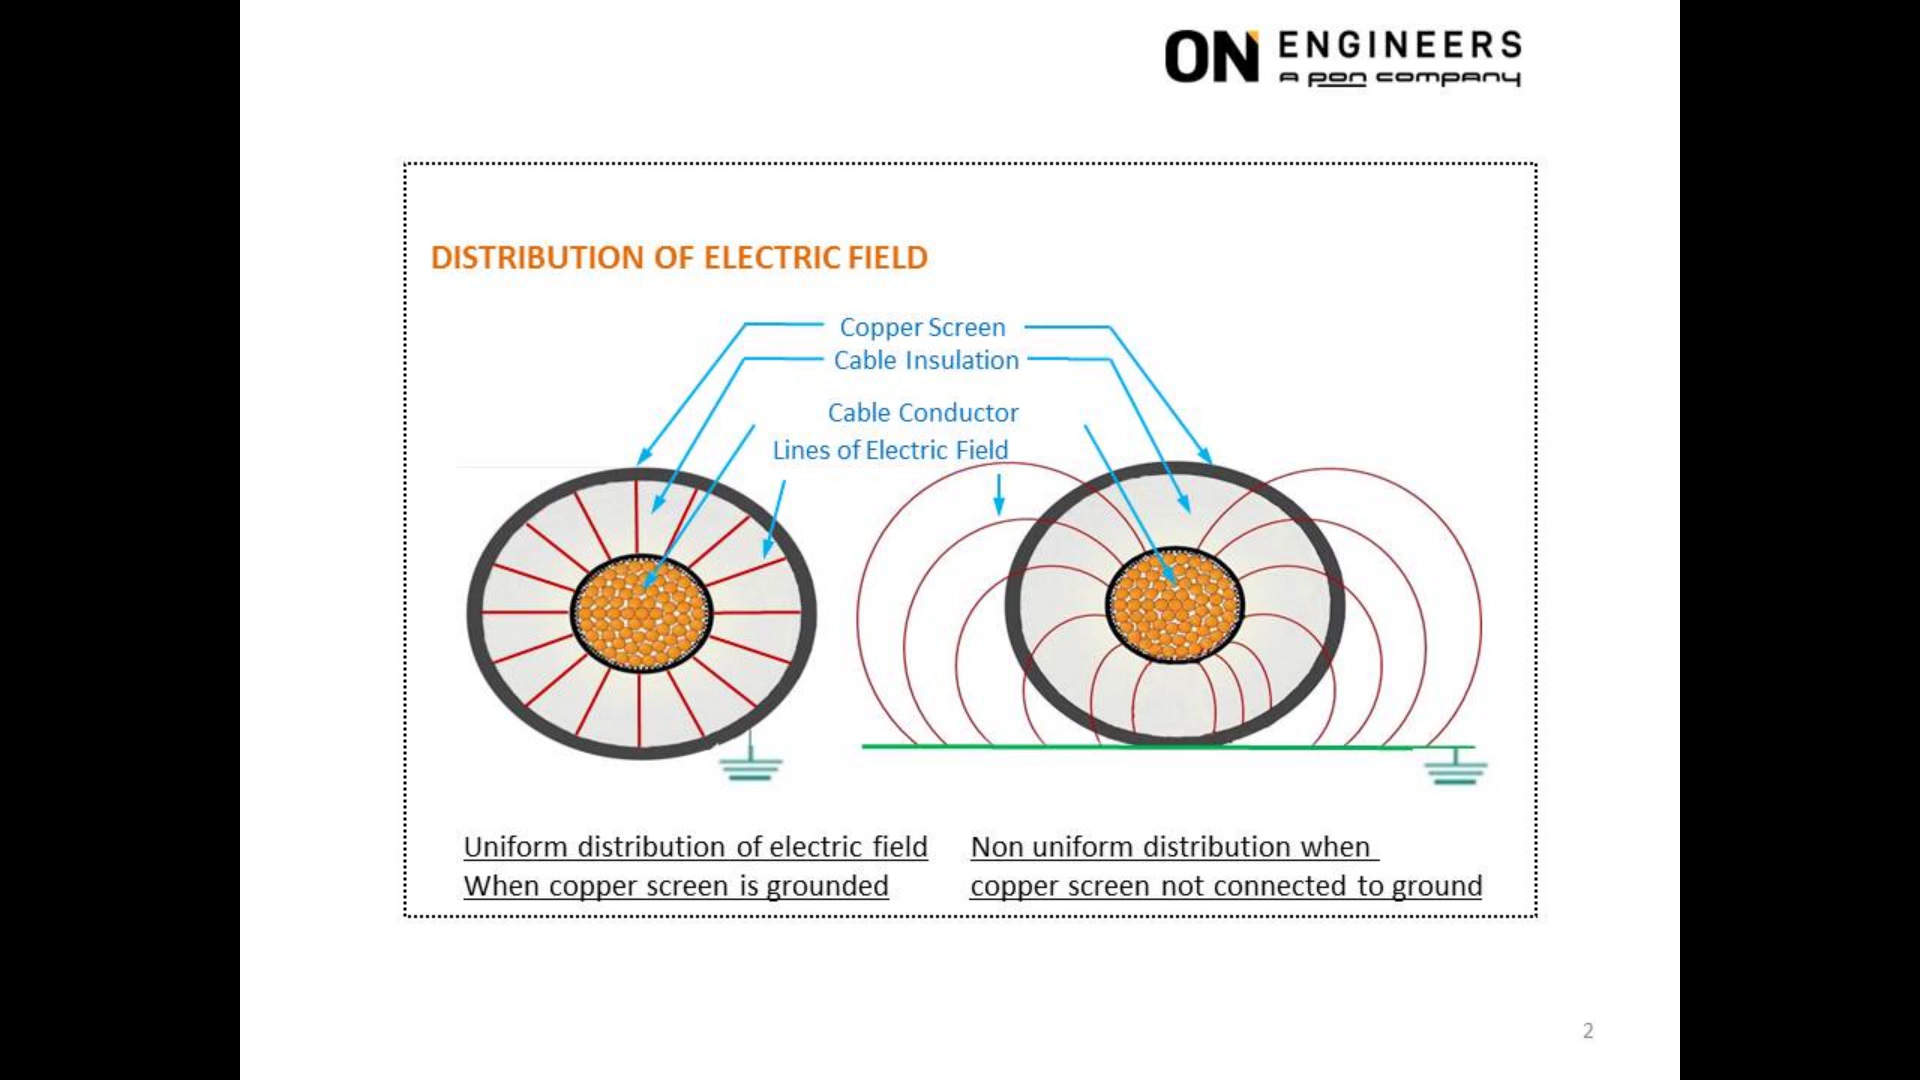 ON ENGINEERS
a pon company
DISTRIBUTION OF ELECTRIC FIELD
Copper Screen
Cable Insulation
Cable Conductor
Lines of Electric Field
Uniform distribution of electric field
When copper screen is grounded
Non uniform distribution when
copper screen not connected to ground
2